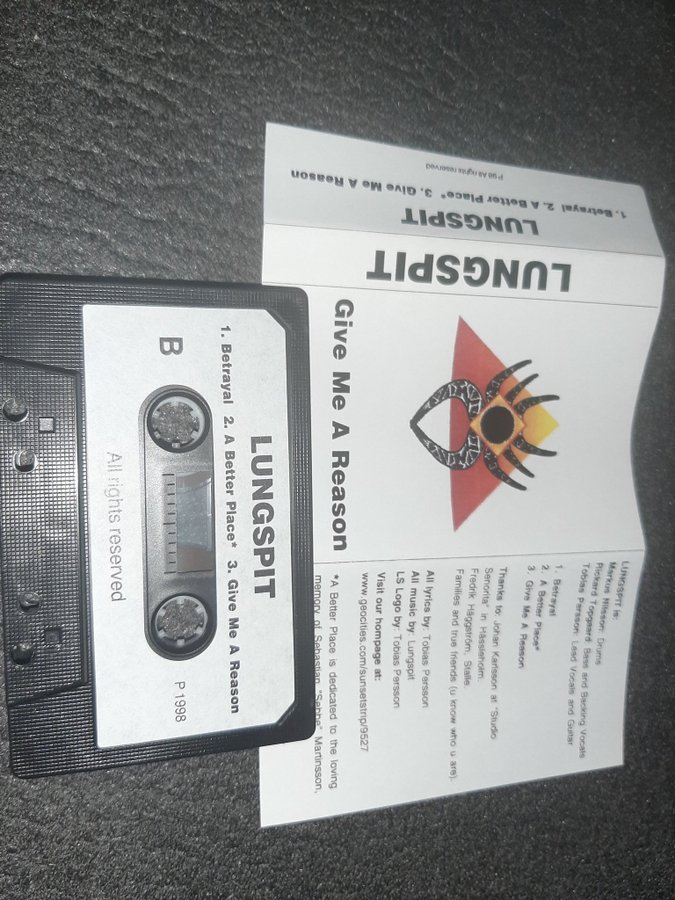 P'98 All rights reserved
1. Betrayal 2. A Better Place* 3. Give Me A Reason
LUNGSPIT
LUNGSPIT
Give Me A Reason
LUNGSPIT is:
Markus Nilsson: Drums
Rickard Topgaard: Bass and Backing Vocals
Tobias Persson: Lead Vocals and Guitar
1. Betrayal
2. A Better Place*
3. Give Me A Reason
Thanks to: Johan Karlsson at "Studio
Senorita" in Hässleholm.
Fredrik Häggström, Stalle
Families and true friends (u know who u are).
All lyrics by: Tobias Persson
All music by: Lungspit
LS Logo by: Tobias Persson
Visit our hompage at:
www.geocities.com/sunsetstrip/9527
*A Better Place is dedicated to the loving
memory of Sebastian "Sebbe" Martinsson,
LUNGSPIT
1. Betrayal 2. A Better Place* 3. Give Me A Reason
B
P 1998
All rights reserved